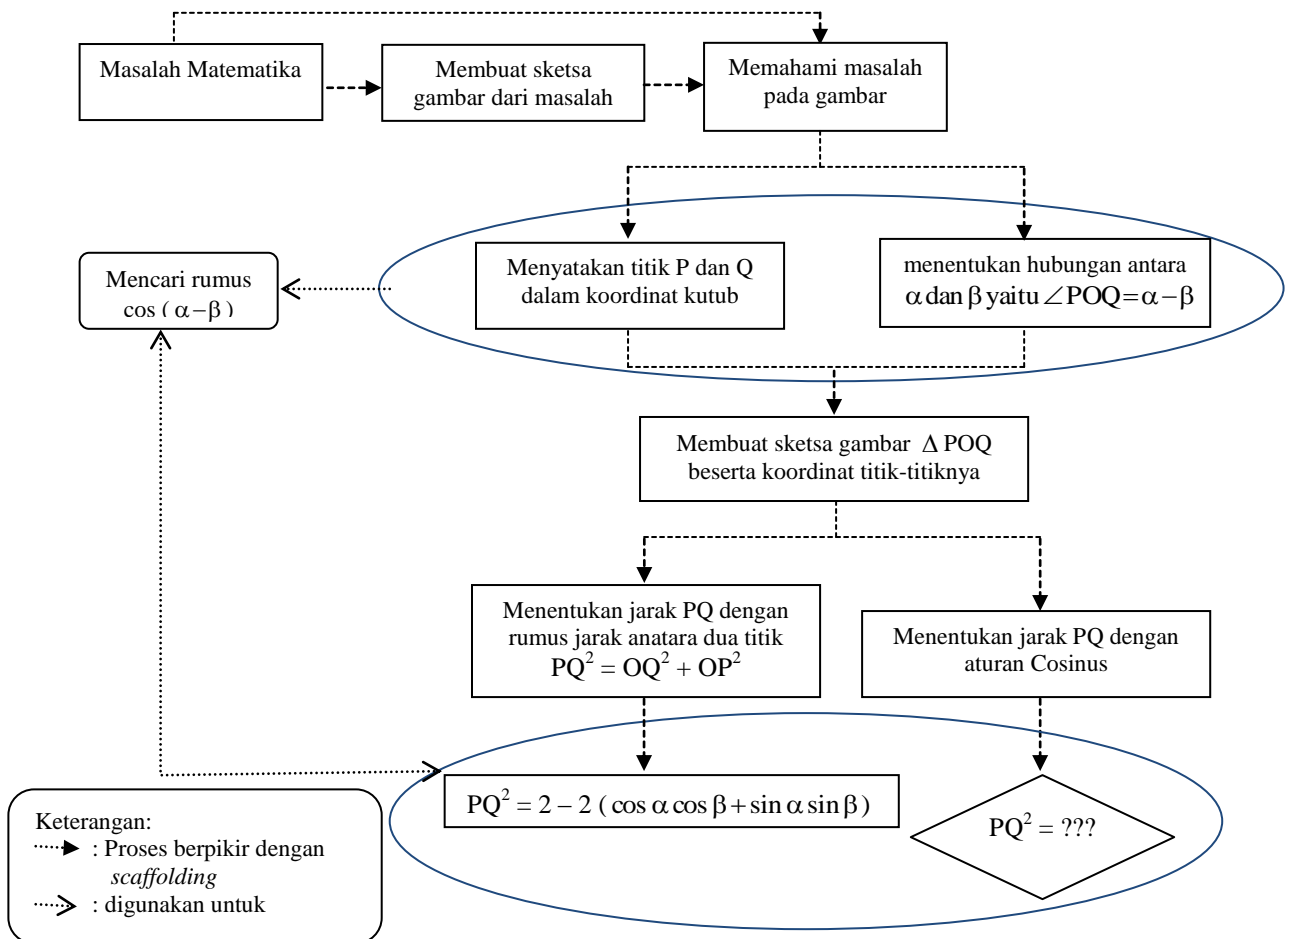 Masalah Matematika
Membuat sketsa
gambar dari masalah
Memahami masalah
pada gambar
Mencari rumus
cos ( α−β )
Menyatakan titik P dan Q
dalam koordinat kutub
menentukan hubungan antara
α dan β yaitu ∠POQ=α−β
Membuat sketsa gambar Δ POQ
beserta koordinat titik-titiknya
Menentukan jarak PQ dengan
rumus jarak anatara dua titik
PQ² = OQ² + OP²
Menentukan jarak PQ dengan
aturan Cosinus
PQ² = 2 – 2 ( cos α cos β + sin α sin β )
PQ² = ???
Keterangan:
: Proses berpikir dengan
scaffolding
: digunakan untuk